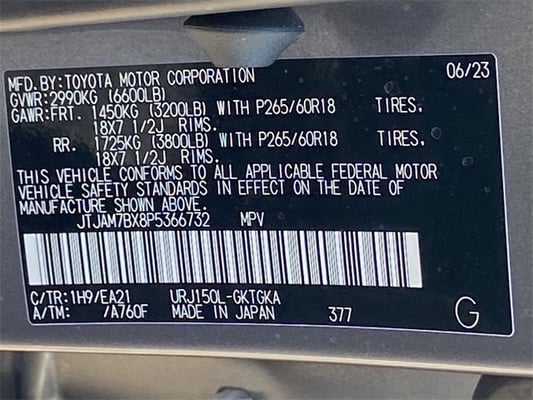 MFD.BY:TOYOTA MOTOR CORPORATION 06/23
GVWR:2990KG (6600LB)
GAWR:FRT. 1450KG (3200LB) WITH P265/60R18 TIRES.
18X7 1/2J RIMS.
RR. 1725KG (3800LB) WITH P265/60R18 TIRES,
18X7 1/2J RIMS.
THIS VEHICLE CONFORMS TO ALL APPLICABLE FEDERAL MOTOR
VEHICLE SAFETY STANDARDS IN EFFECT ON THE DATE OF
MANUFACTURE SHOWN ABOVE.
JTJAM7BX8P5366732 MPV
C/TR:1H9/EA21 URJ150L-GKTGKA
A/TM: /A760F MADE IN JAPAN 377 G